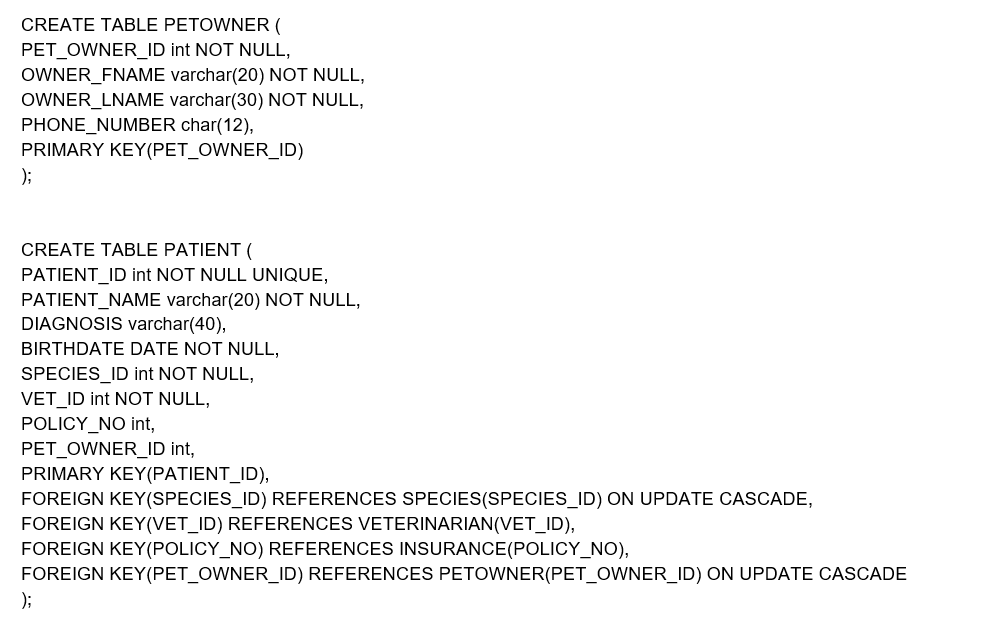 CREATE TABLE PETOWNER (
PET_OWNER_ID int NOT NULL,
OWNER_FNAME varchar(20) NOT NULL,
OWNER_LNAME varchar(30) NOT NULL,
PHONE_NUMBER char(12),
PRIMARY KEY(PET_OWNER_ID)
);
CREATE TABLE PATIENT (
PATIENT_ID int NOT NULL UNIQUE,
PATIENT_NAME varchar(20) NOT NULL,
DIAGNOSIS varchar(40),
BIRTHDATE DATE NOT NULL,
SPECIES_ID int NOT NULL,
VET_ID int NOT NULL,
POLICY_NO int,
PET_OWNER_ID int,
PRIMARY KEY(PATIENT_ID),
FOREIGN KEY(SPECIES_ID) REFERENCES SPECIES(SPECIES_ID) ON UPDATE CASCADE,
FOREIGN KEY(VET_ID) REFERENCES VETERINARIAN(VET_ID),
FOREIGN KEY(POLICY_NO) REFERENCES INSURANCE(POLICY_NO),
FOREIGN KEY(PET_OWNER_ID) REFERENCES PETOWNER(PET_OWNER_ID) ON UPDATE CASCADE
);